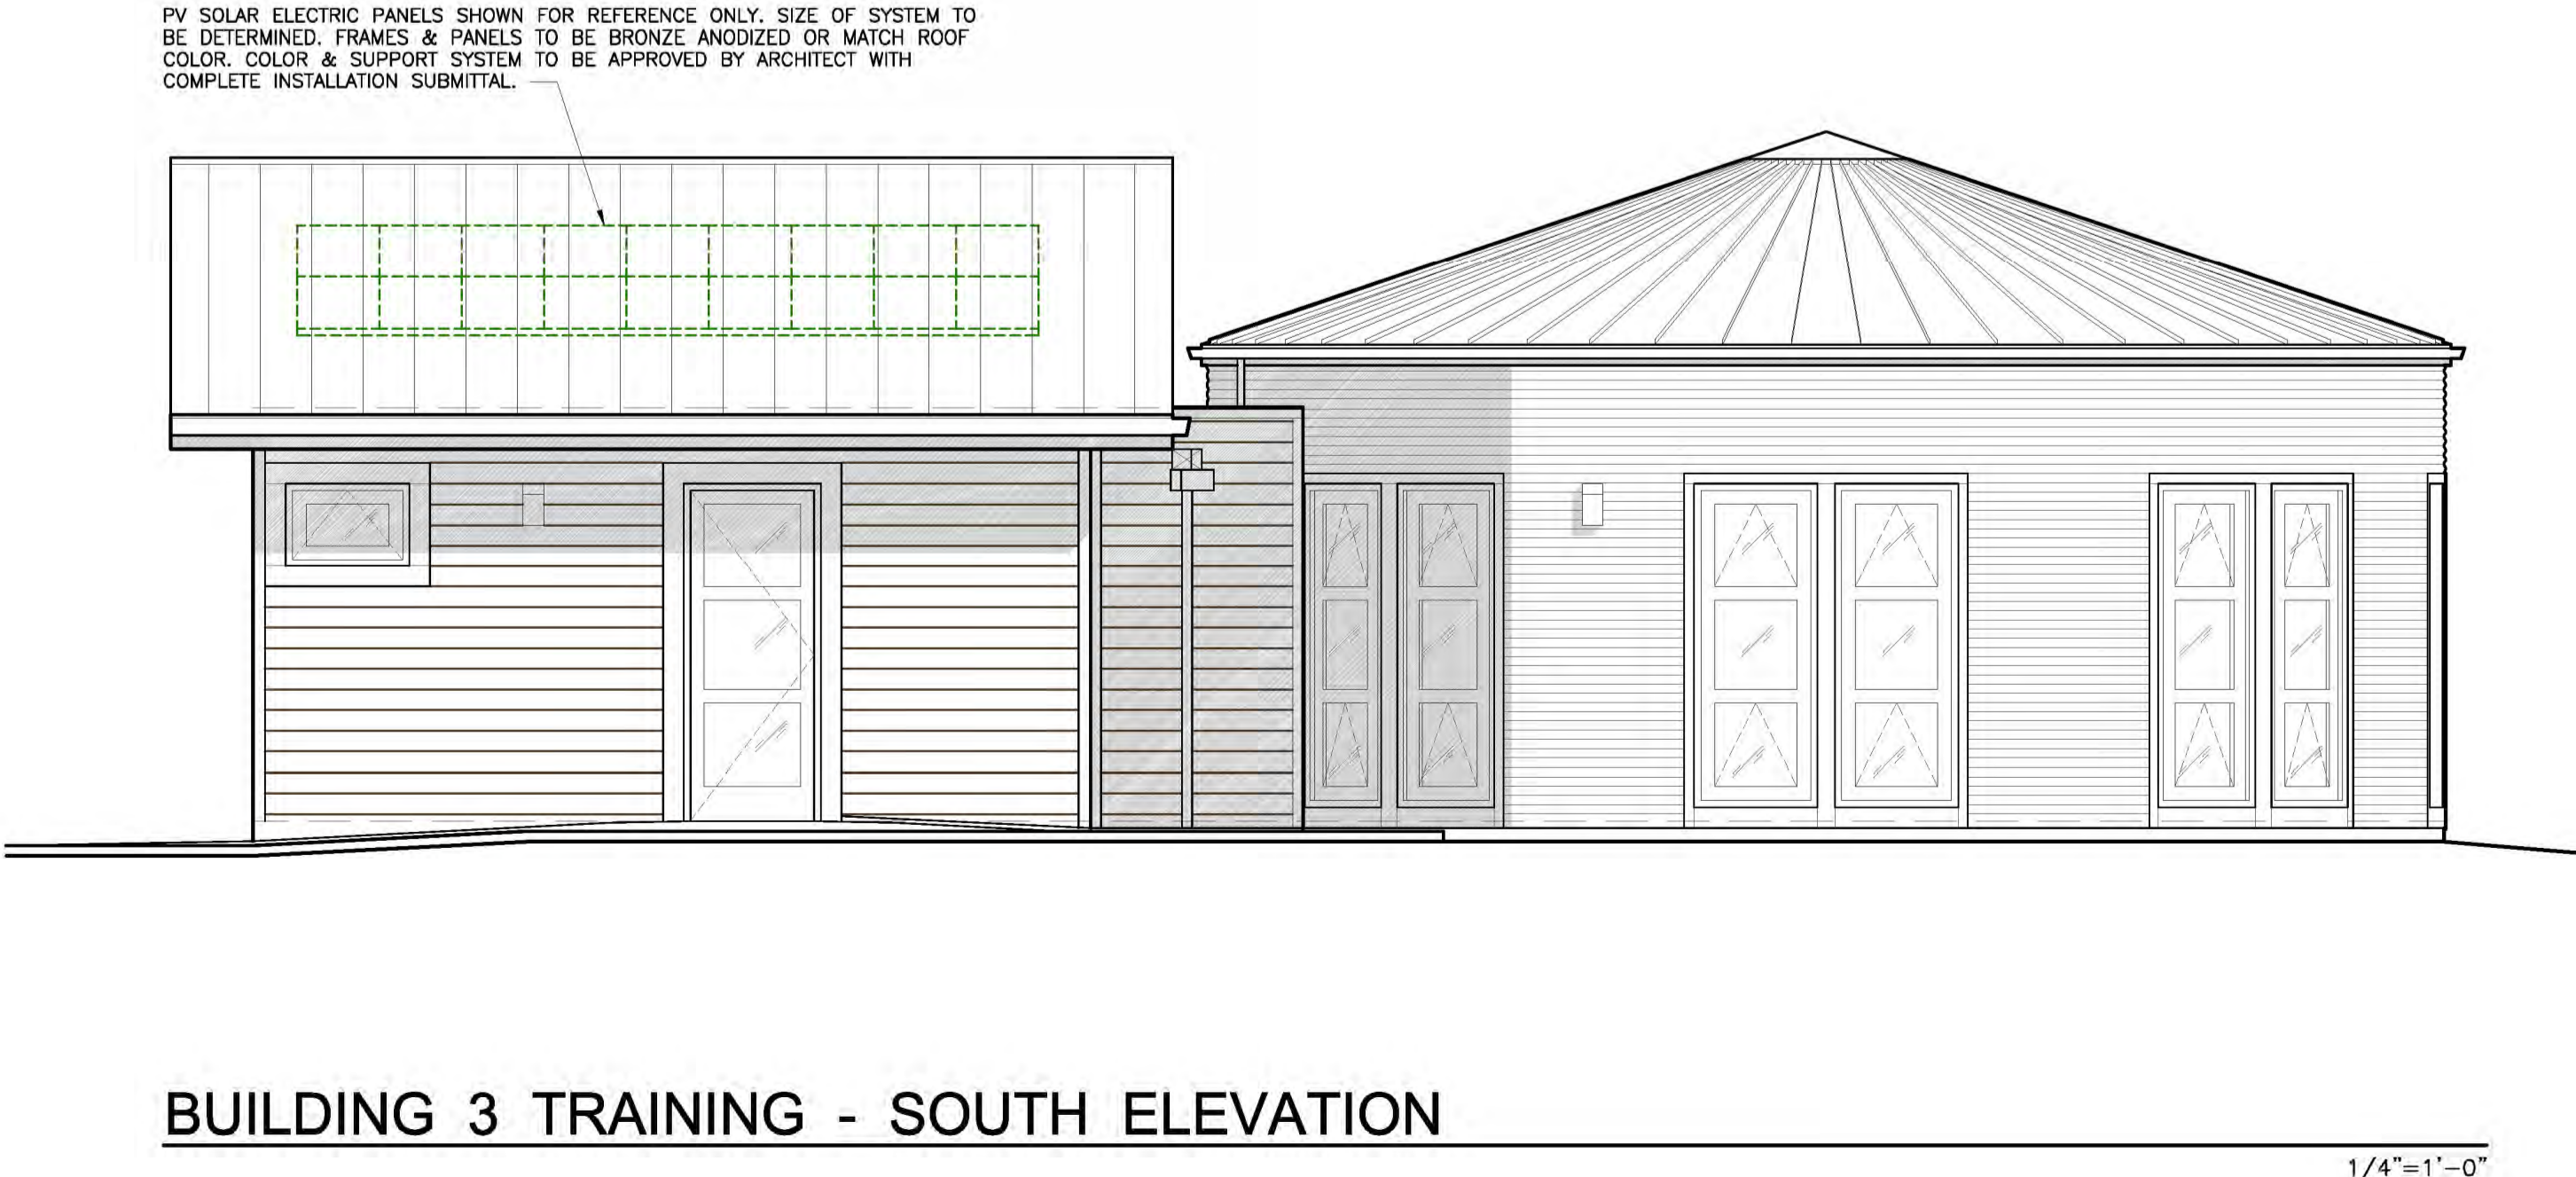 PV SOLAR ELECTRIC PANELS SHOWN FOR REFERENCE ONLY. SIZE OF SYSTEM TO
BE DETERMINED. FRAMES & PANELS TO BE BRONZE ANODIZED OR MATCH ROOF
COLOR. COLOR & SUPPORT SYSTEM TO BE APPROVED BY ARCHITECT WITH
COMPLETE INSTALLATION SUBMITTAL.
BUILDING 3 TRAINING - SOUTH ELEVATION
1/4"=1'-0"